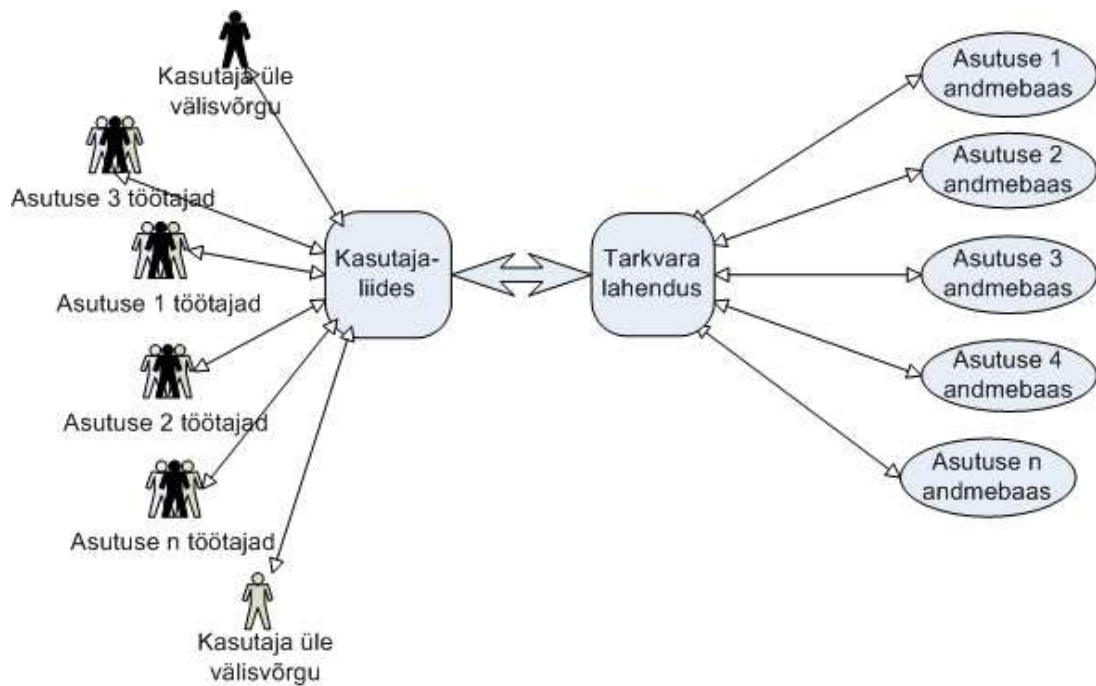 Kasutaja üle
välisvõrgu
Asutuse 3 töötajad
Asutuse 1 töötajad
Asutuse 2 töötajad
Asutuse n töötajad
Kasutaja üle
välisvõrgu
Kasutaja-
liides
Tarkvara
lahendus
Asutuse 1
andmebaas
Asutuse 2
andmebaas
Asutuse 3
andmebaas
Asutuse 4
andmebaas
Asutuse n
andmebaas